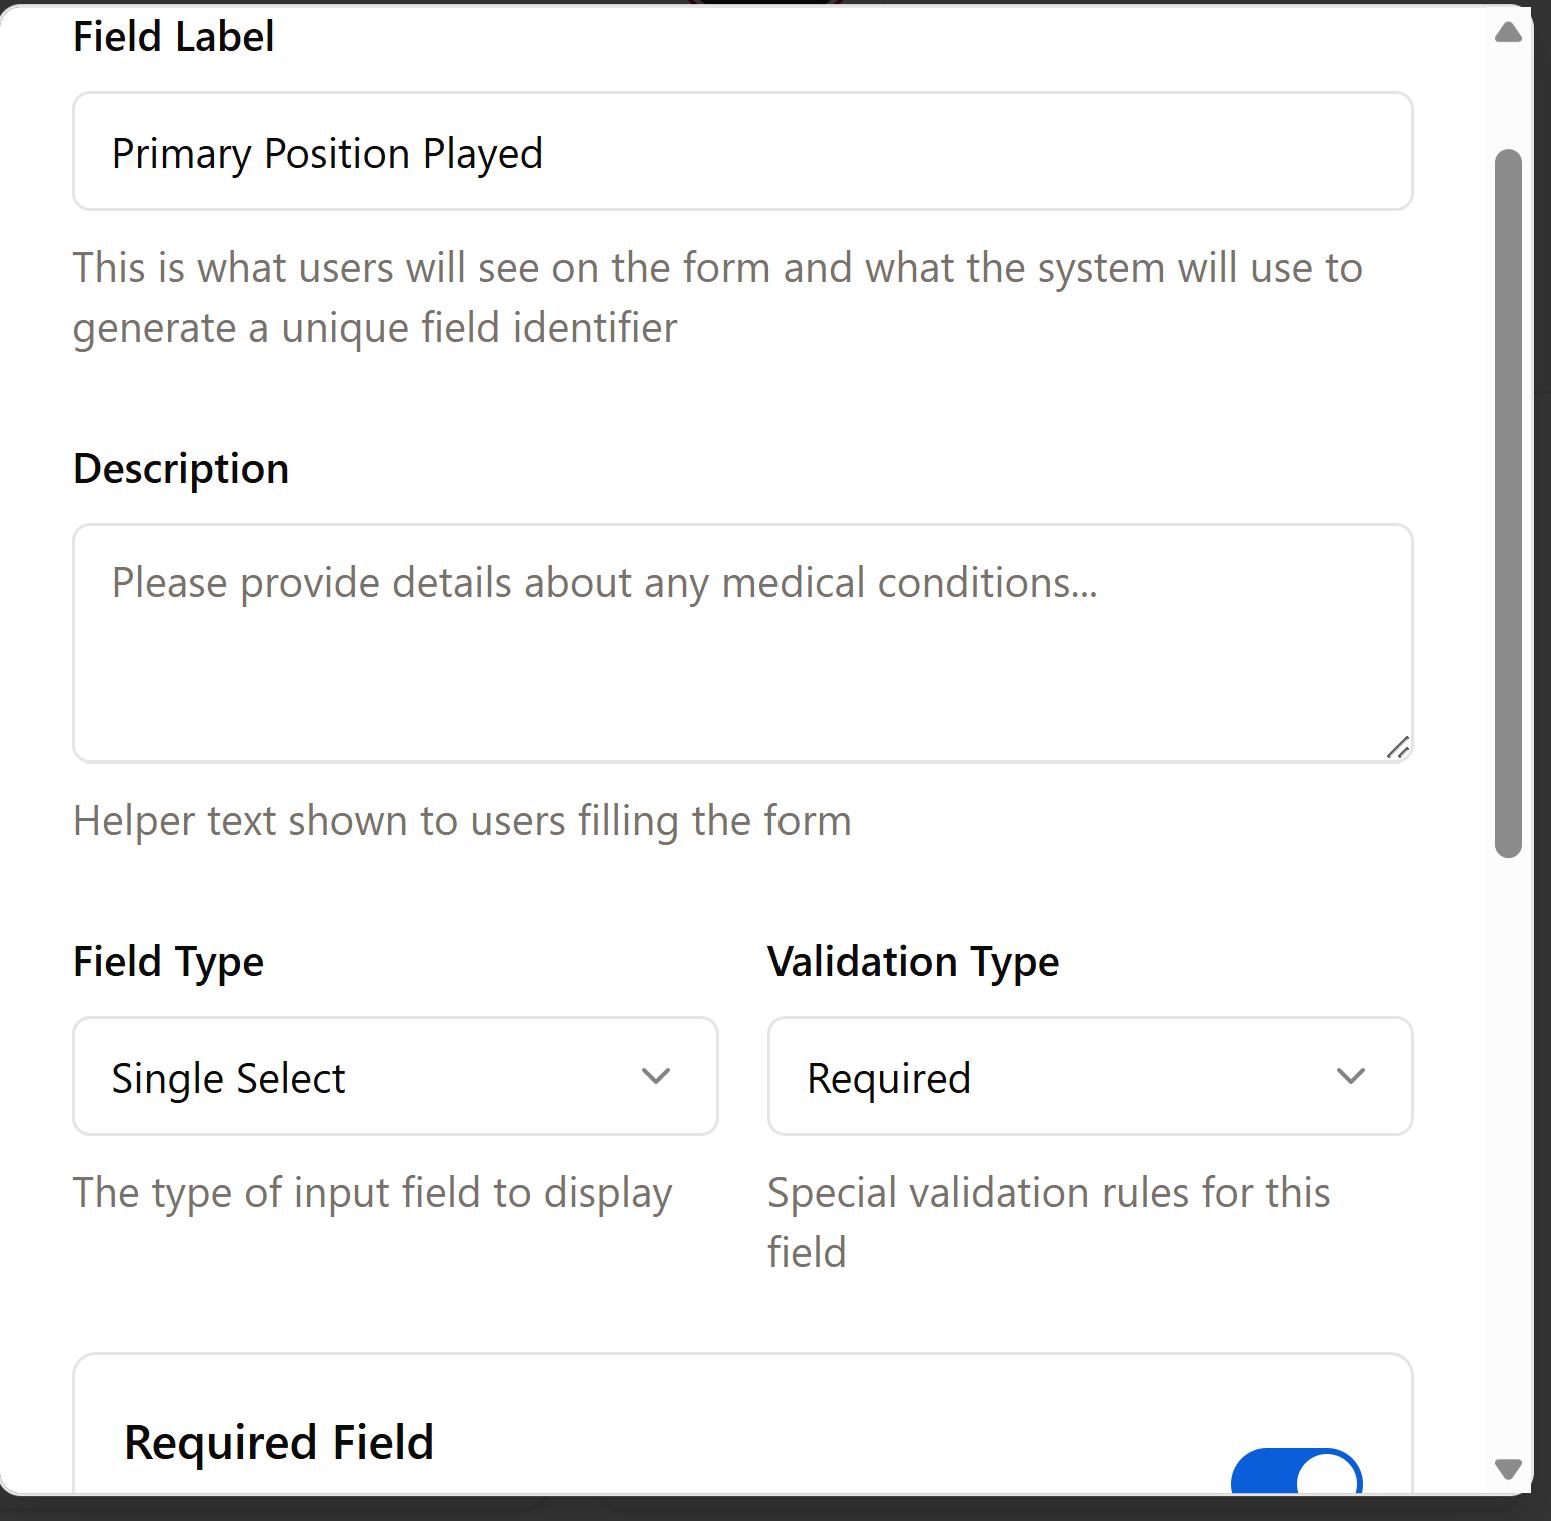 Field Label
Primary Position Played
This is what users will see on the form and what the system will use to
generate a unique field identifier
Description
Please provide details about any medical conditions...
Helper text shown to users filling the form
Field Type
Validation Type
Single Select
Required
The type of input field to display
Special validation rules for this
field
Required Field